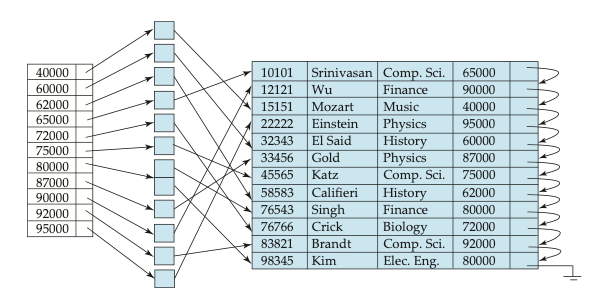 40000
60000
62000
65000
72000
75000
80000
87000
90000
92000
95000
10101 Srinivasan Comp. Sci. 65000
12121 Wu Finance 90000
15151 Mozart Music 40000
22222 Einstein Physics 95000
32343 El Said History 60000
33456 Gold Physics 87000
45565 Katz Comp. Sci. 75000
58583 Califieri History 62000
76543 Singh Finance 80000
76766 Crick Biology 72000
83821 Brandt Comp. Sci. 92000
98345 Kim Elec. Eng. 80000